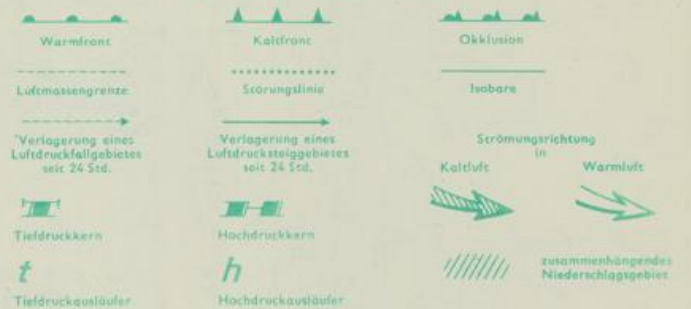 Warmfront
Kaltfront
Okklusion
Luftmassengrenze
Störungslinie
Isobare
Verlagerung eines
Luftdruckfallgebietes
seit 24 Std.
Verlagerung eines
Luftdrucksteiggebietes
seit 24 Std.
Strömungsrichtung
in
Kaltluft
Warmluft
T
H
Tiefdruckkern
Hochdruckkern
t
h
zusammenhängendes
Niederschlagsgebiet
Tiefdruckausläufer
Hochdruckausläufer